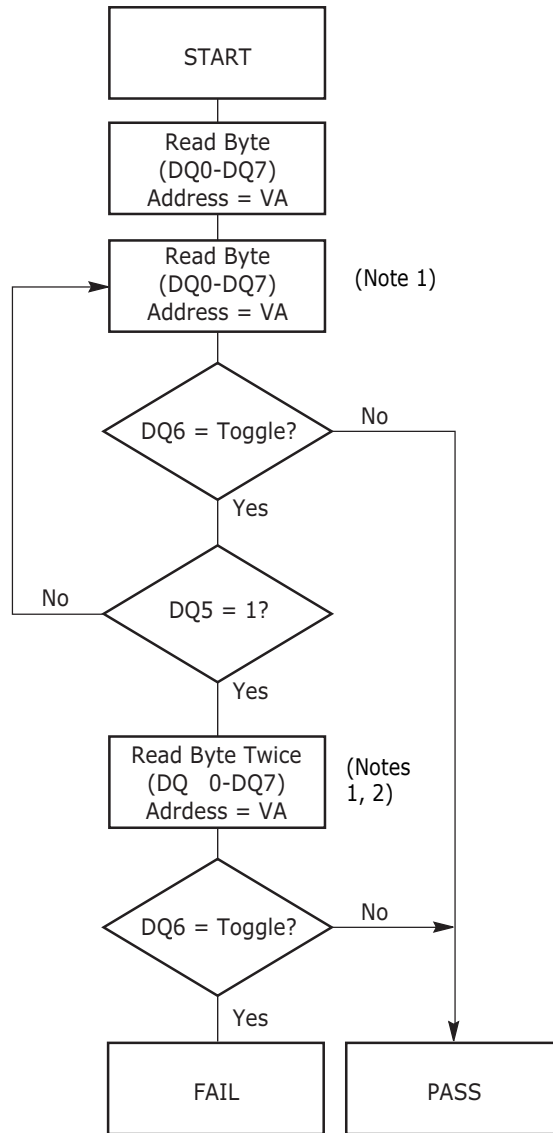 START
Read Byte
(DQ0-DQ7)
Address = VA
Read Byte
(DQ0-DQ7)
Address = VA
(Note 1)
DQ6 = Toggle?
No
Yes
No
DQ5 = 1?
Yes
Read Byte Twice
(DQ 0-DQ7)
Adrdess = VA
(Notes
1, 2)
DQ6 = Toggle?
No
Yes
FAIL
PASS